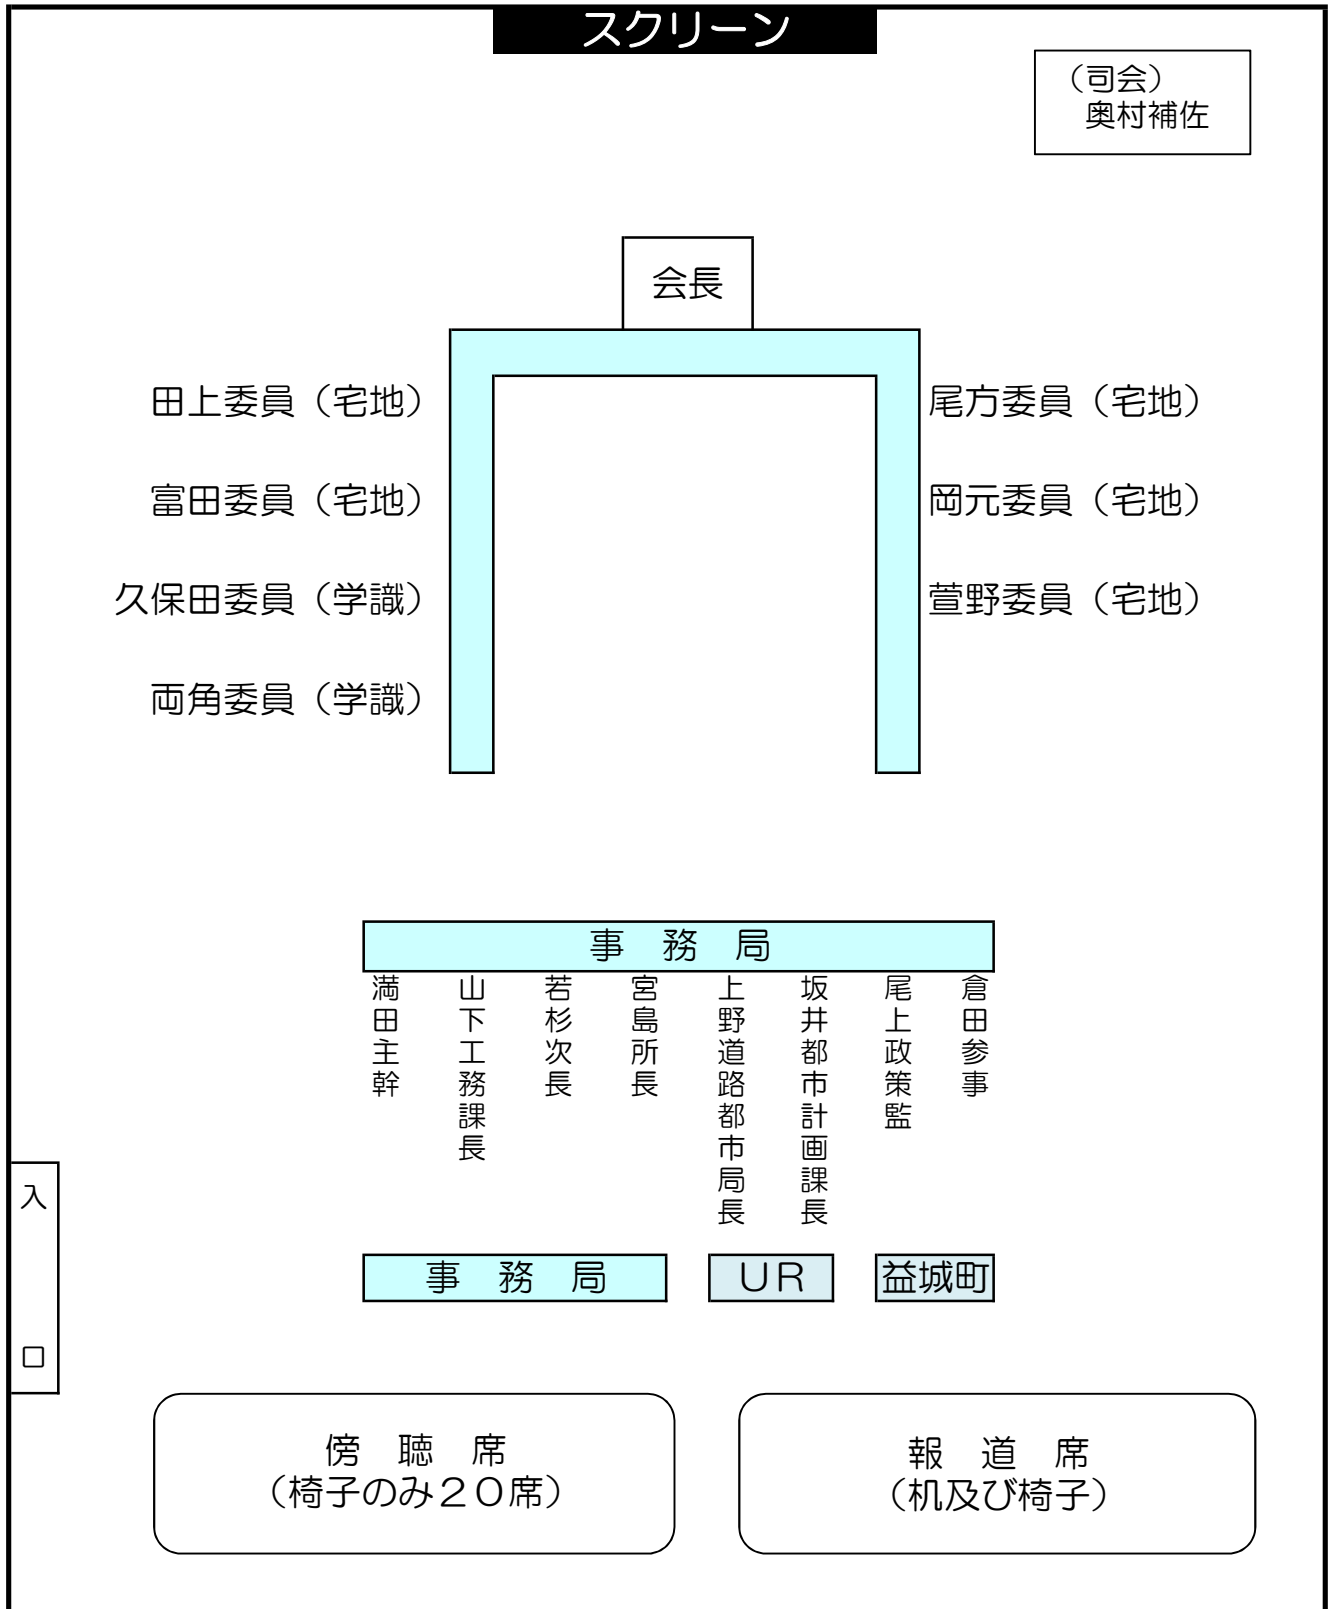 スクリーン
（司会）
奥村補佐
会長
田上委員（宅地）
尾方委員（宅地）
富田委員（宅地）
岡元委員（宅地）
久保田委員（学識）
萱野委員（宅地）
両角委員（学識）
事　務　局
満田主幹
山下工務課長
若杉次長
宮島所長
上野道路都市局長
坂井都市計画課長
尾上政策監
倉田参事
入口
事　務　局
ＵＲ
益城町
傍　聴　席
（椅子のみ２０席）
報　道　席
（机及び椅子）